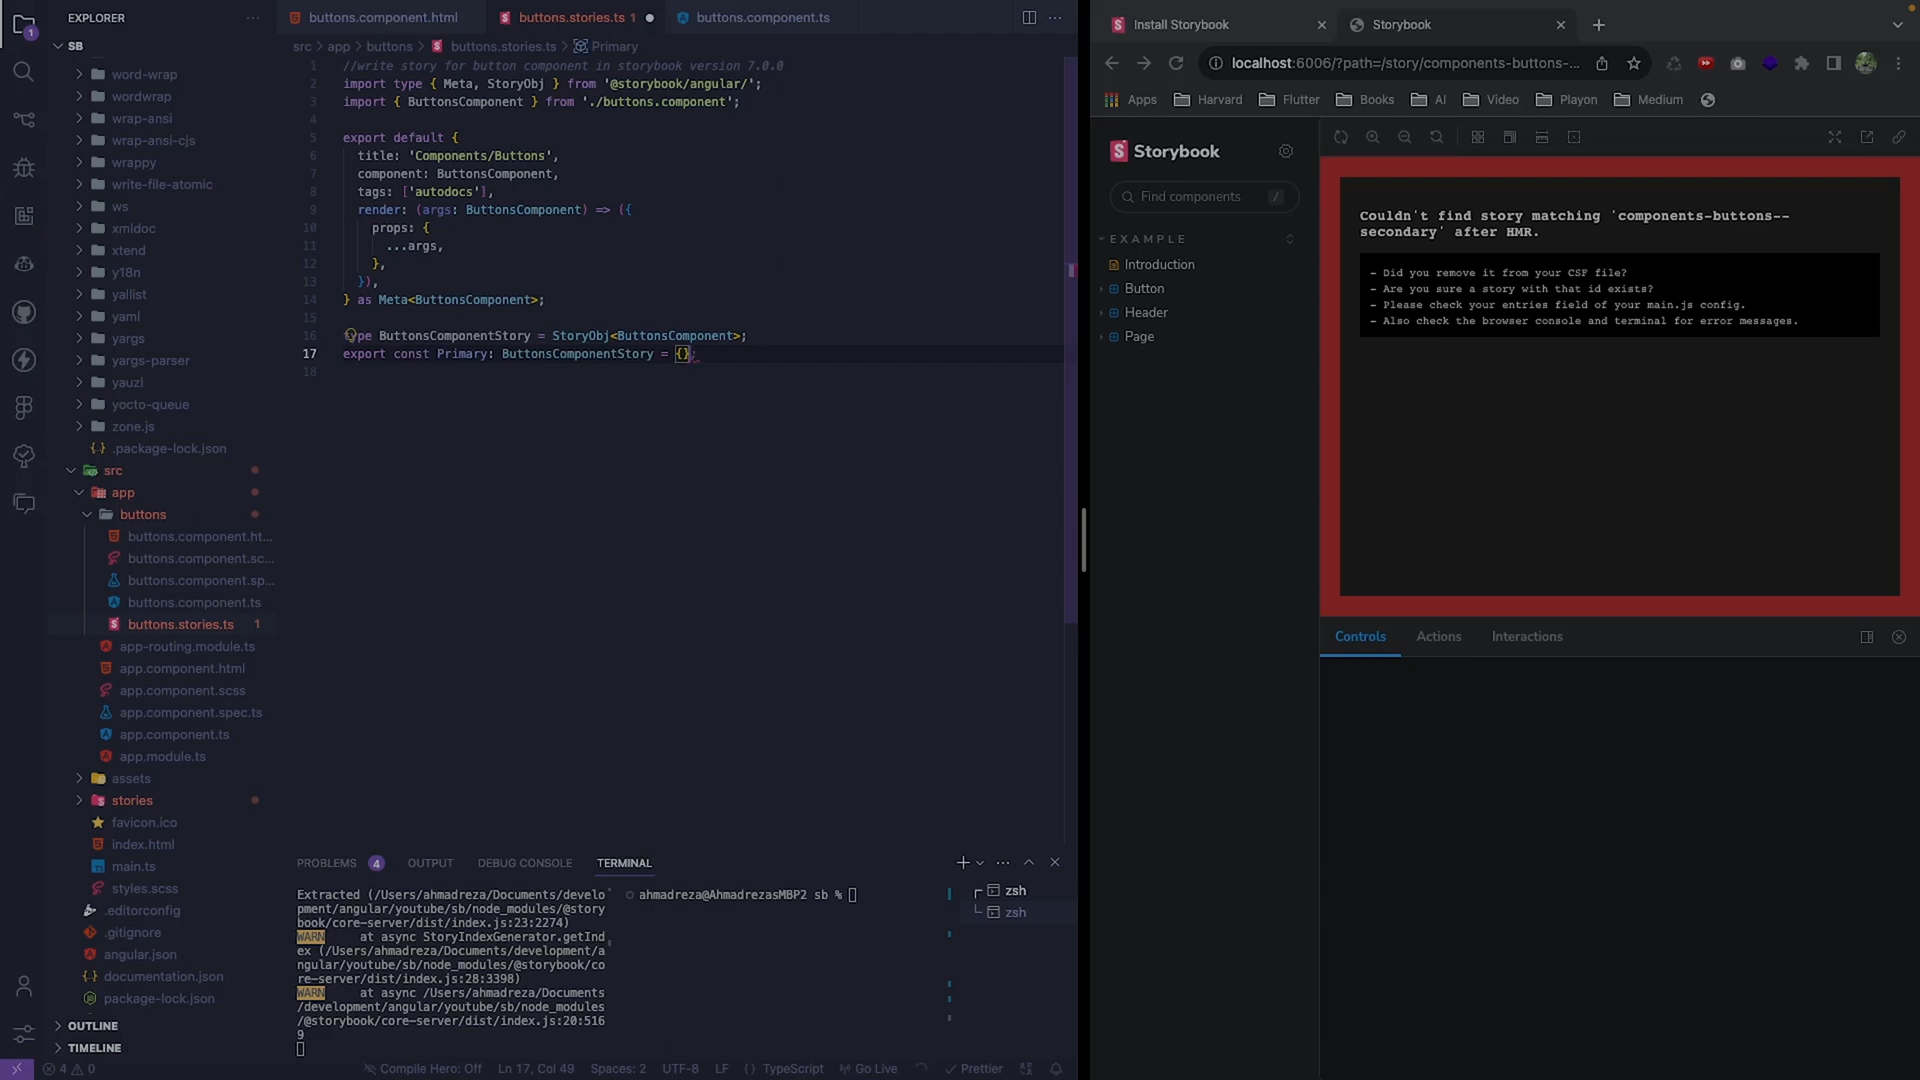 EXPLORER
SB
word-wrap
wordwrap
wrap-ansi
wrap-ansi-cjs
wrappy
write-file-atomic
ws
xmldoc
xtend
y18n
yallist
yaml
yargs
yargs-parser
yauzl
yocto-queue
zone.js
{} .package-lock.json
src
app
buttons
buttons.component.ht...
buttons.component.sc...
buttons.component.sp...
buttons.component.ts
buttons.stories.ts 1
app-routing.module.ts
app.component.html
app.component.scss
app.component.spec.ts
app.component.ts
app.module.ts
assets
stories
favicon.ico
index.html
main.ts
styles.scss
.editorconfig
.gitignore
angular.json
{} documentation.json
package-lock.json
OUTLINE
TIMELINE
buttons.component.html
buttons.stories.ts 1
buttons.component.ts
src > app > buttons > buttons.stories.ts > Primary
1 //write story for button component in storybook version 7.0.0
2 import type { Meta, StoryObj } from '@storybook/angular/';
3 import { ButtonsComponent } from './buttons.component';
4
5 export default {
6 title: 'Components/Buttons',
7 component: ButtonsComponent,
8 tags: ['autodocs'],
9 render: (args: ButtonsComponent) => ({
10 props: {
11 ...args,
12 },
13 }),
14 } as Meta<ButtonsComponent>;
15
16 type ButtonsComponentStory = StoryObj<ButtonsComponent>;
17 export const Primary: ButtonsComponentStory = {};
18
PROBLEMS 4 OUTPUT DEBUG CONSOLE TERMINAL
Extracted (/Users/ahmadreza/Documents/develo
pment/angular/youtube/sb/node_modules/@story
book/core-server/dist/index.js:23:2274)
WARN at async StoryIndexGenerator.getInd
ex (/Users/ahmadreza/Documents/development/a
ngular/youtube/sb/node_modules/@storybook/co
re-server/dist/index.js:28:3398)
WARN at async /Users/ahmadreza/Documents
/development/angular/youtube/sb/node_modules
/@storybook/core-server/dist/index.js:20:516
9
ahmadreza@AhmadrezasMBP2 sb %
zsh
zsh
4 0 Compile Hero: Off Ln 17, Col 49 Spaces: 2 UTF-8 LF {} TypeScript Go Live Prettier
Install Storybook
Storybook
localhost:6006/?path=/story/components-buttons-...
Apps Harvard Flutter Books AI Video Playon Medium
Storybook
Find components /
EXAMPLE
Introduction
Button
Header
Page
Couldn't find story matching 'components-buttons--
secondary' after HMR.
- Did you remove it from your CSF file?
- Are you sure a story with that id exists?
- Please check your entries field of your main.js config.
- Also check the browser console and terminal for error messages.
Controls Actions Interactions